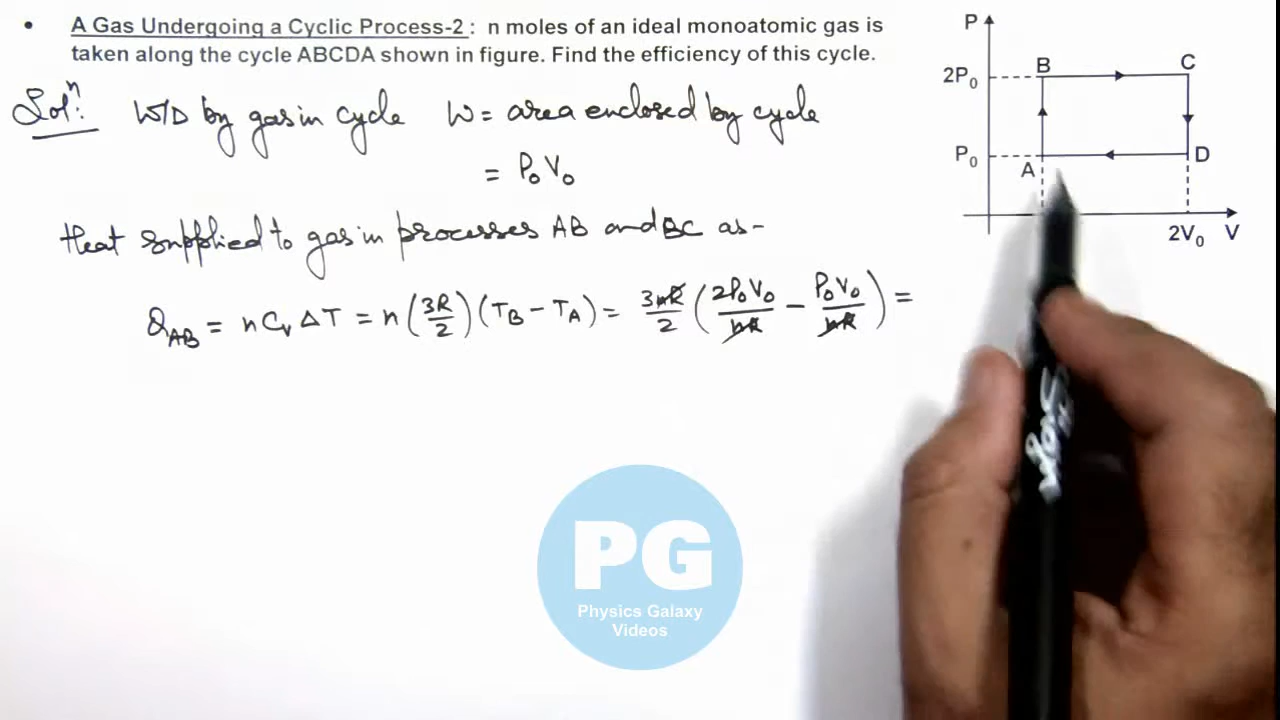 • A Gas Undergoing a Cyclic Process-2 : n moles of an ideal monoatomic gas is
taken along the cycle ABCDA shown in figure. Find the efficiency of this cycle.
Solⁿ: W/D by gas in cycle W = area enclosed by cycle
= P₀V₀
Heat supplied to gas in processes AB and BC as –
Q_AB = nCᵥΔT = n(3R/2)(T_B – T_A) = 3nR/2 (2P₀V₀/nR – P₀V₀/nR) =
P
2P₀
B
C
P₀
A
D
2V₀ V
PG
Physics Galaxy
Videos